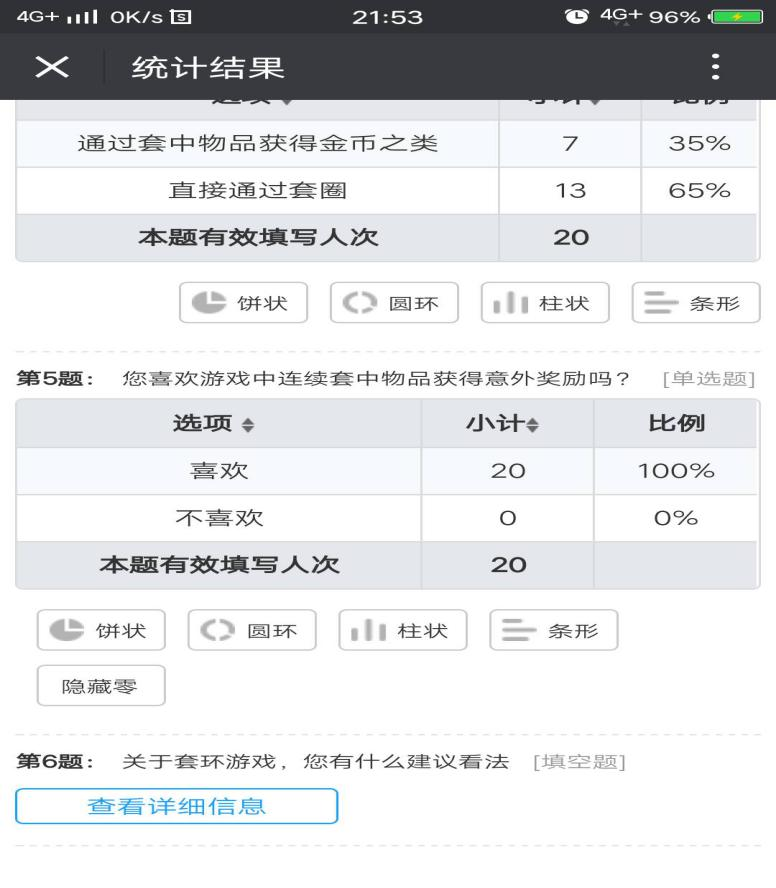 4G+ 0K/s 21:53 4G+ 96%
统计结果
选项 小计 比例
通过套中物品获得金币之类 7 35%
直接通过套圈 13 65%
本题有效填写人次 20
饼状 圆环 柱状 条形
第5题: 您喜欢游戏中连续套中物品获得意外奖励吗? [单选题]
选项 小计 比例
喜欢 20 100%
不喜欢 0 0%
本题有效填写人次 20
饼状 圆环 柱状 条形
隐藏零
第6题: 关于套环游戏, 您有什么建议看法 [填空题]
查看详细信息